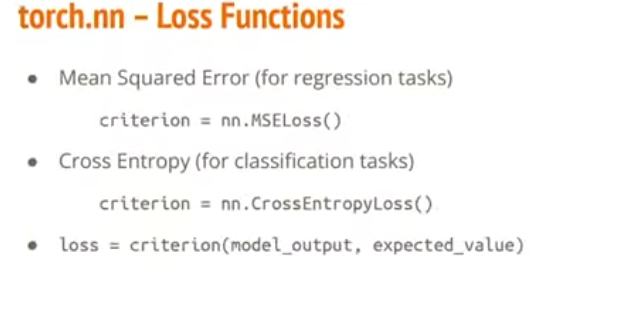 torch.nn – Loss Functions
● Mean Squared Error (for regression tasks)
criterion = nn.MSELoss()
● Cross Entropy (for classification tasks)
criterion = nn.CrossEntropyLoss()
● loss = criterion(model_output, expected_value)